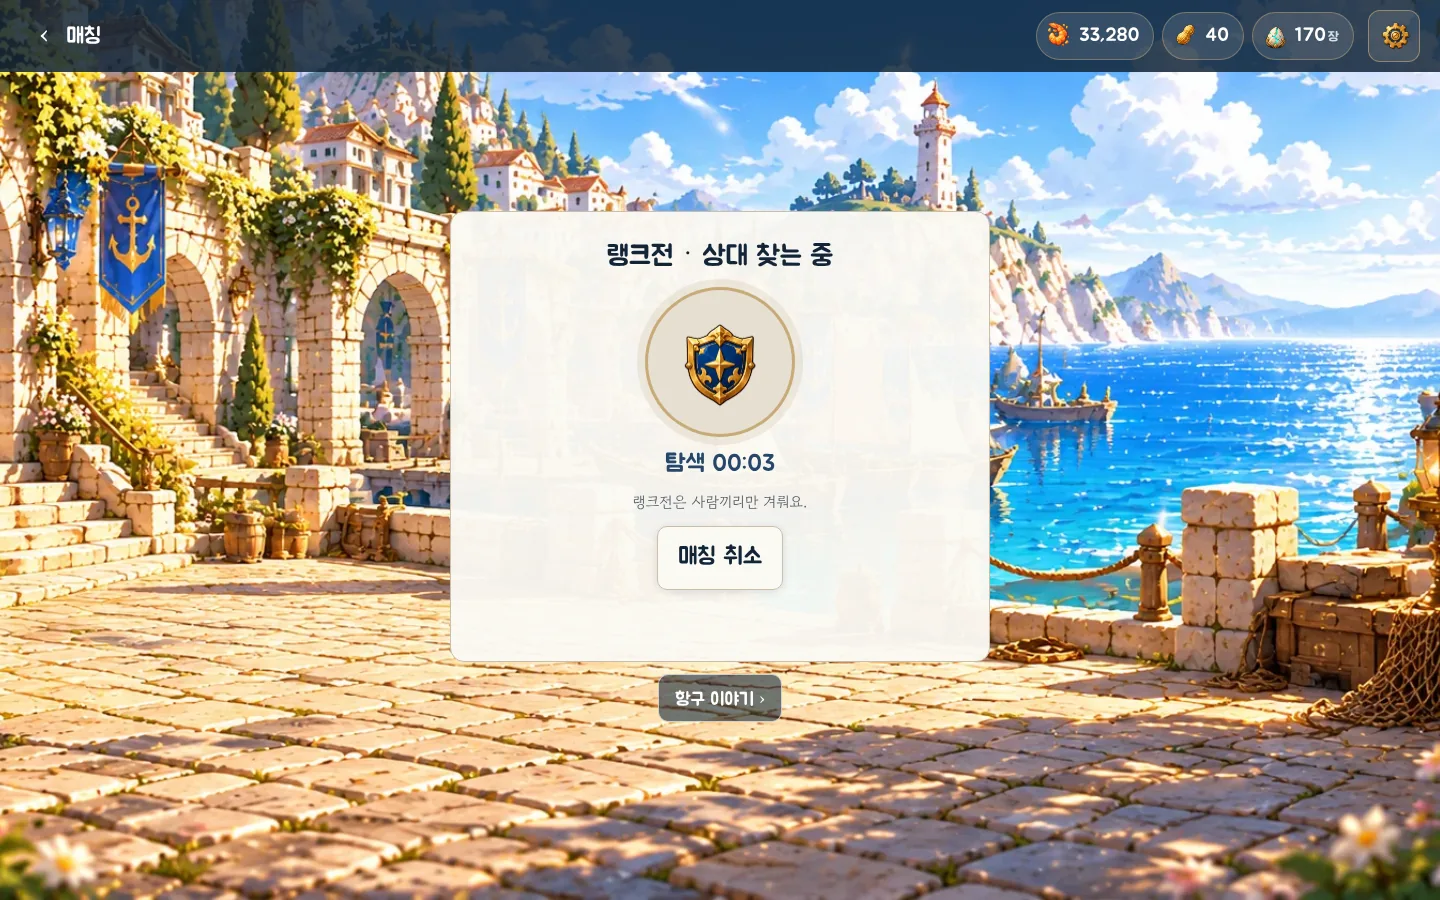 ‹ 매칭
33,280
40
170장
랭크전 · 상대 찾는 중
탐색 00:03
랭크전은 사람끼리만 겨뤄요.
매칭 취소
항구 이야기 ›